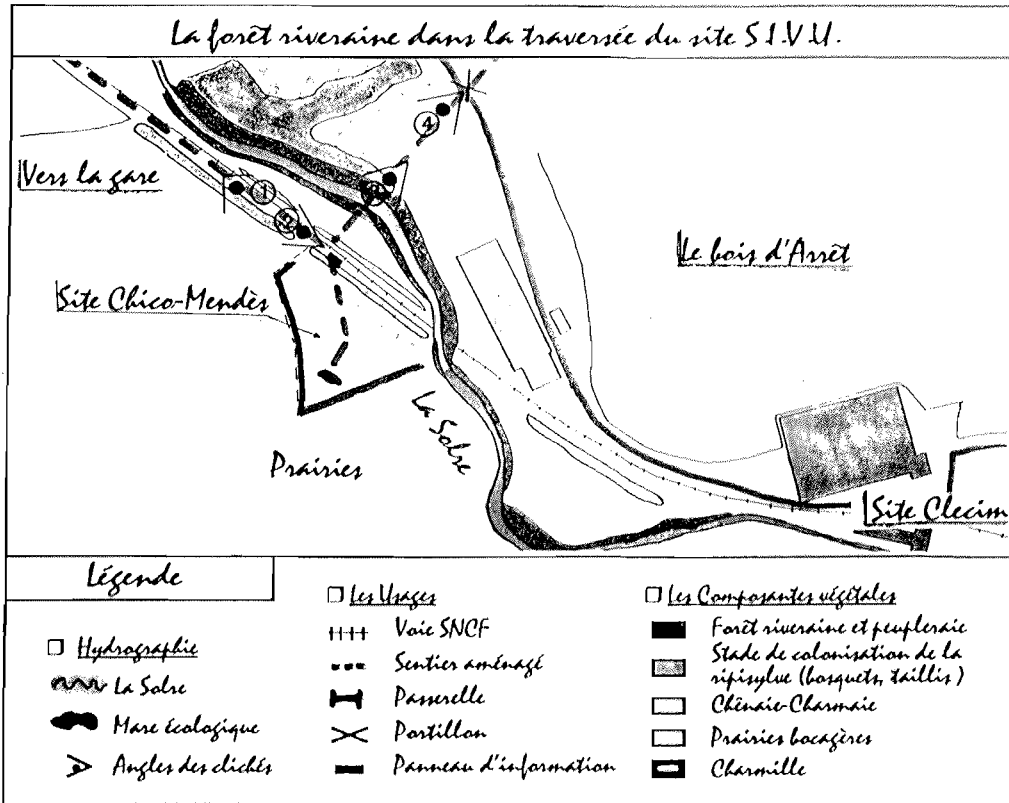 La forêt riveraine dans la traversée du site S.I.V.U.
4
Vers la gare
1
Le bois d'Arrêt
Site Chico-Mendès
La Solre
Prairies
Site Clecim
Légende
Hydrographie
La Solre
Mare écologique
Angles des clichés
Les Usages
Voie SNCF
Sentier aménagé
Passerelle
Portillon
Panneau d'information
Les Composantes végétales
Forêt riveraine et peupleraie
Stade de colonisation de la
ripisylve (bosquets, taillis)
Chênaie-Charmaie
Prairies bocagères
Charmille